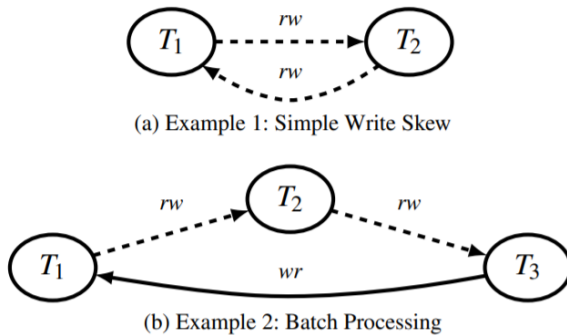 rw
T1 T2
rw
(a) Example 1: Simple Write Skew
T2
rw rw
T1 wr T3
(b) Example 2: Batch Processing